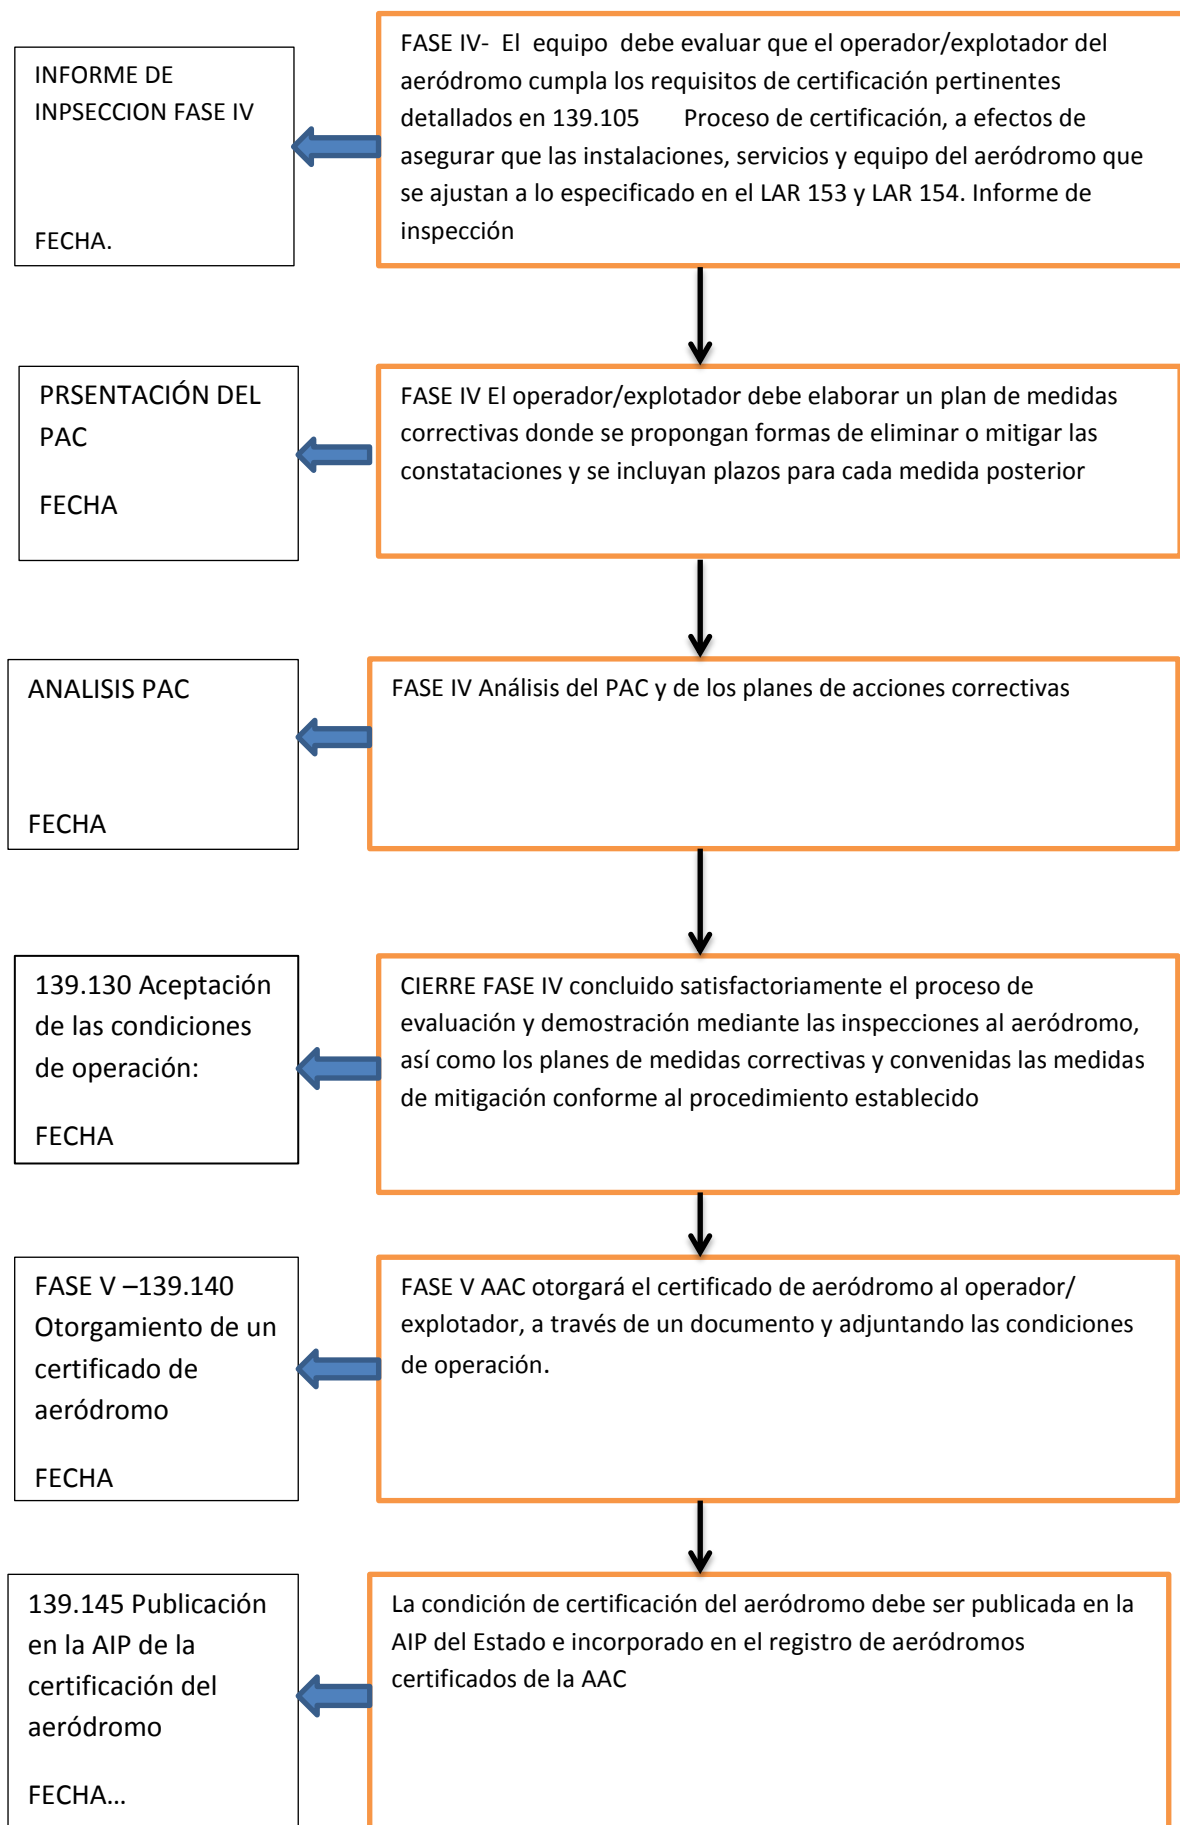 INFORME DE
INPSECCION FASE IV
FECHA.
FASE IV- El equipo debe evaluar que el operador/explotador del
aeródromo cumpla los requisitos de certificación pertinentes
detallados en 139.105 Proceso de certificación, a efectos de
asegurar que las instalaciones, servicios y equipo del aeródromo que
se ajustan a lo especificado en el LAR 153 y LAR 154. Informe de
inspección
PRSENTACIÓN DEL
PAC
FECHA
FASE IV El operador/explotador debe elaborar un plan de medidas
correctivas donde se propongan formas de eliminar o mitigar las
constataciones y se incluyan plazos para cada medida posterior
ANALISIS PAC
FECHA
FASE IV Análisis del PAC y de los planes de acciones correctivas
139.130 Aceptación
de las condiciones
de operación:
FECHA
CIERRE FASE IV concluido satisfactoriamente el proceso de
evaluación y demostración mediante las inspecciones al aeródromo,
así como los planes de medidas correctivas y convenidas las medidas
de mitigación conforme al procedimiento establecido
FASE V –139.140
Otorgamiento de un
certificado de
aeródromo
FECHA
FASE V AAC otorgará el certificado de aeródromo al operador/
explotador, a través de un documento y adjuntando las condiciones
de operación.
139.145 Publicación
en la AIP de la
certificación del
aeródromo
FECHA...
La condición de certificación del aeródromo debe ser publicada en la
AIP del Estado e incorporado en el registro de aeródromos
certificados de la AAC